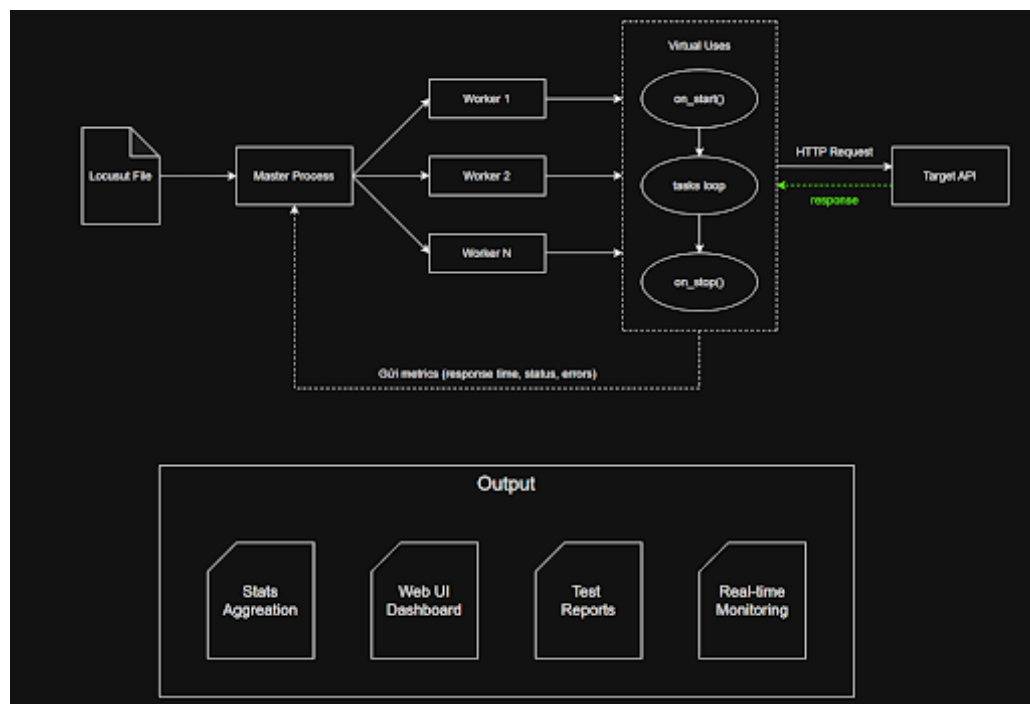 Virtual Uses
Worker 1
on_start()
HTTP Request
Locusut File
Master Process
Worker 2
tasks loop
Target API
response
Worker N
on_stop()
Gửi metrics (response time, status, errors)
Output
Stats
Aggreation
Web UI
Dashboard
Test
Reports
Real-time
Monitoring